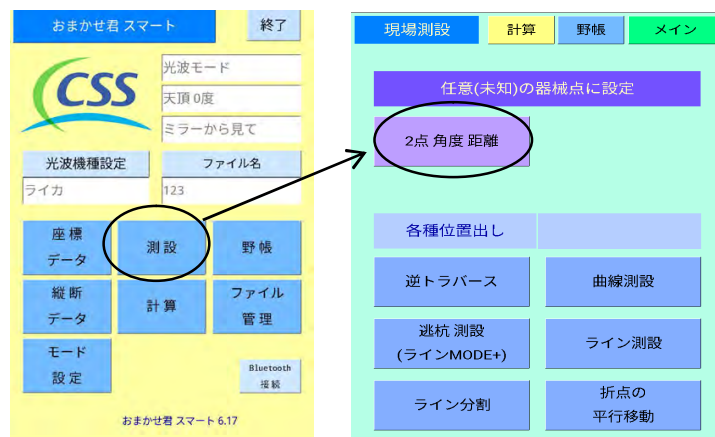 おまかせ君 スマート
終了
CSS
光波モード
天頂 0度
ミラーから見て
光波機種設定
ファイル名
ライカ
123
座 標
データ
測 設
野 帳
縦 断
データ
計 算
ファイル
管 理
モード
設 定
Bluetooth
接 続
おまかせ君 スマート 6.17
現場測設
計算
野帳
メイン
任意(未知)の器械点に設定
2点 角度 距離
各種位置出し
逆トラバース
曲線測設
逃杭 測設
(ラインMODE+)
ライン測設
ライン分割
折点の
平行移動